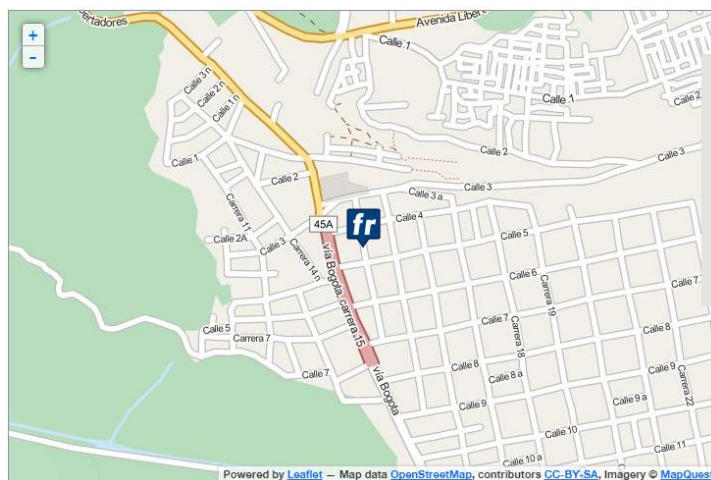 pertadores
Avenida Libert
+
-
Calle .1
Calle 3 n
Calle 2 n
Calle 1 n
Calle .1
Calle 2
Calle 1
Calle 2
Calle 2
Calle 3
Calle 3
Calle 3 a
Carrera 11
Calle 4
45A
fr
Calle 2A
Calle 3
Calle 5
Carrera 14 n
vía Bogota, carrera.15
Calle 6
Calle 7
Carrera 19
Calle 5
Calle 7
Calle 8
Carrera 7
Carrera 18
Calle 7
Calle 8
Calle 8 a
Calle 9
vía Bogota
Carrera 22
Calle 9
Calle 9 a
Calle 10
Calle 11
Calle 10 a
Powered by Leaflet — Map data OpenStreetMap, contributors CC-BY-SA, Imagery © MapQuest